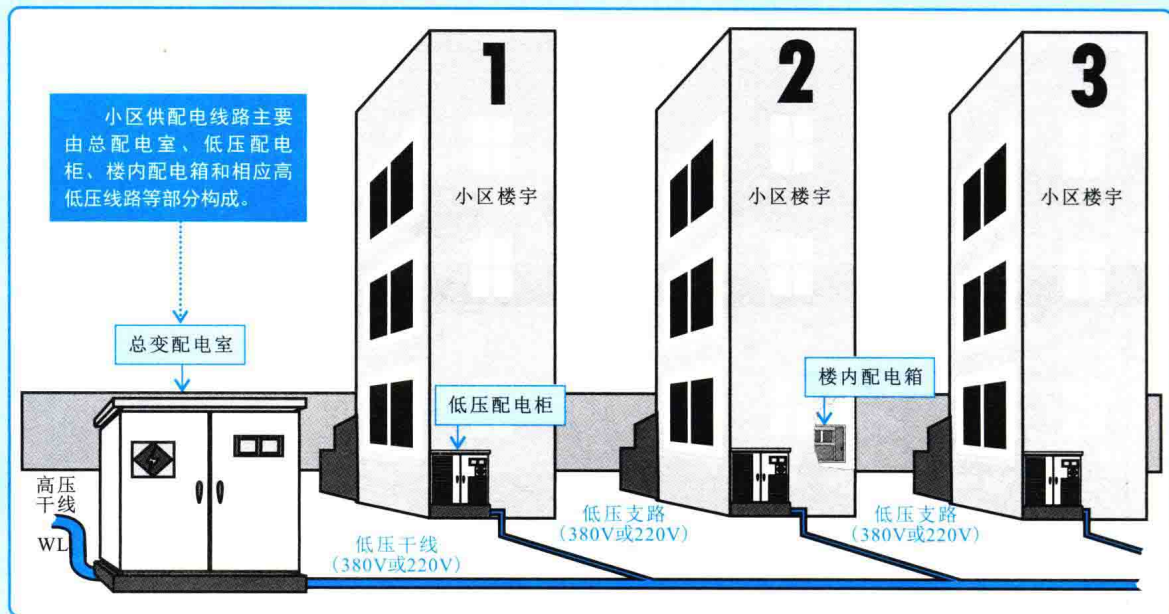 1
2
3
小区供配电线路主要
由总配电室、低压配电
柜、楼内配电箱和相应高
低压线路等部分构成。
小区楼宇
小区楼宇
小区楼宇
总变配电室
低压配电柜
楼内配电箱
高压
干线
WL
低压干线
(380V或220V)
低压支路
(380V或220V)
低压支路
(380V或220V)